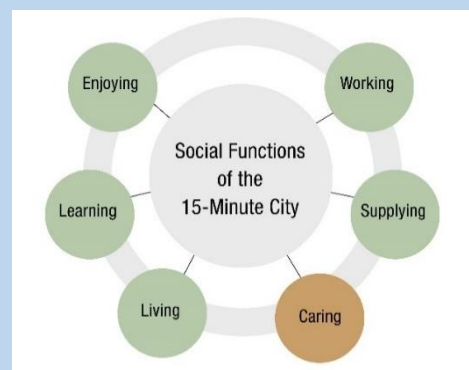 Enjoying
Working
Social Functions
of the
15-Minute City
Learning
Supplying
Living
Caring